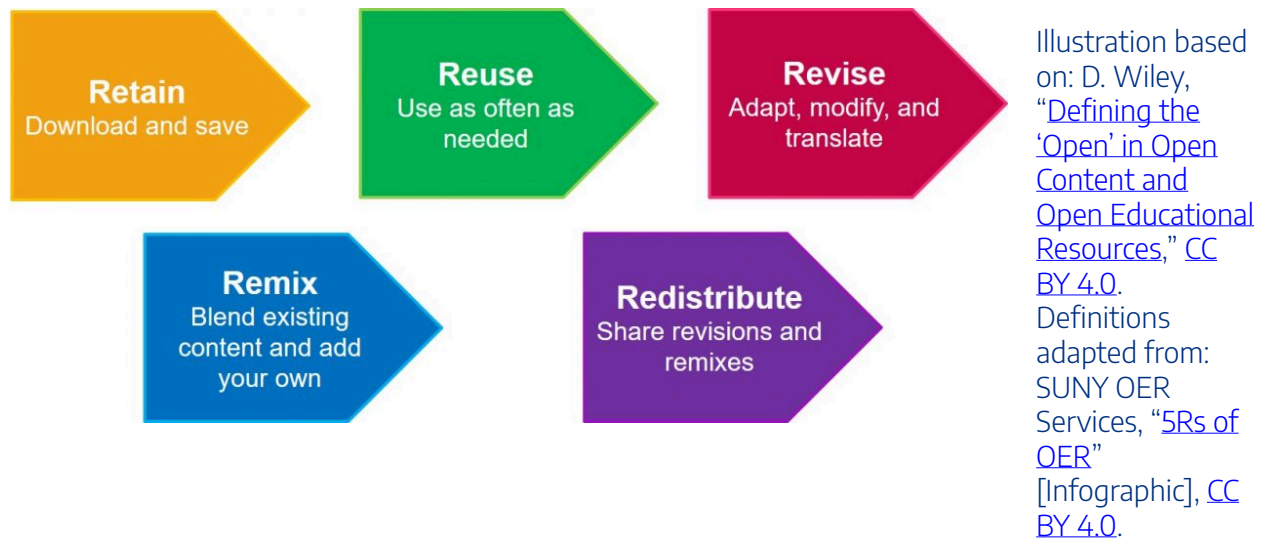 Retain
Download and save
Reuse
Use as often as
needed
Revise
Adapt, modify, and
translate
Remix
Blend existing
content and add
your own
Redistribute
Share revisions and
remixes
Illustration based
on: D. Wiley,
“Defining the
‘Open’ in Open
Content and
Open Educational
Resources,” CC
BY 4.0.
Definitions
adapted from:
SUNY OER
Services, “5Rs of
OER”
[Infographic], CC
BY 4.0.